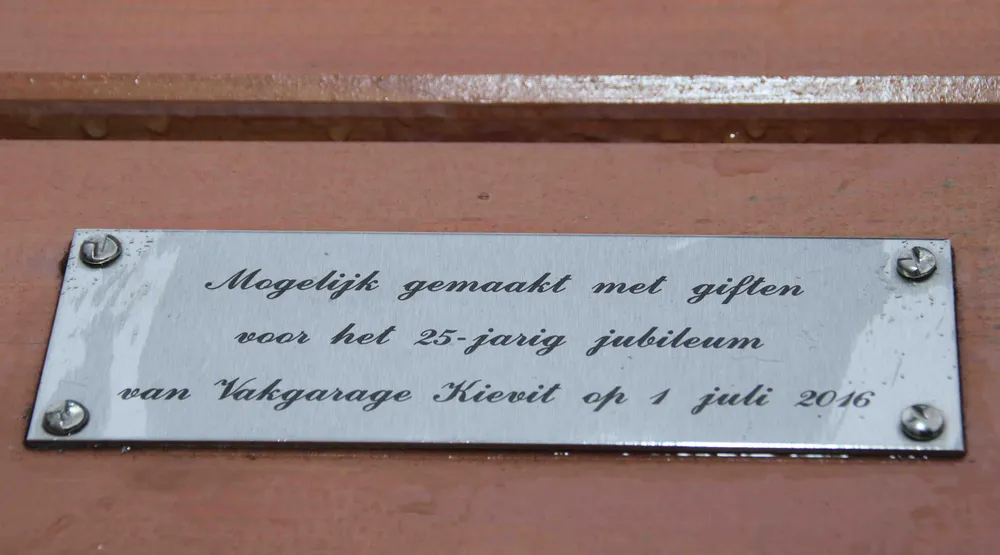 Mogelijk gemaakt met giften
voor het 25-jarig jubileum
van Vakgarage Kievit op 1 juli 2016